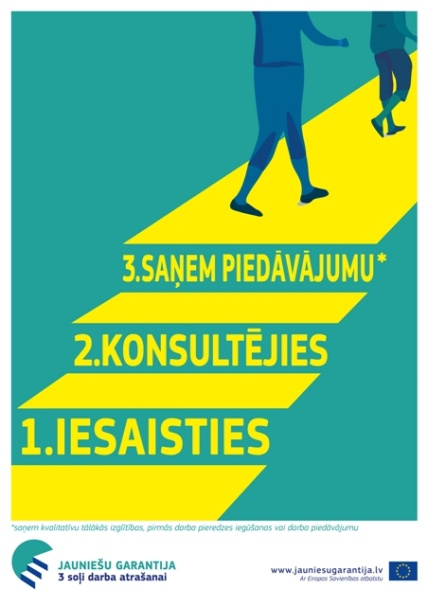 3.SAŅEM PIEDĀVĀJUMU*
2.KONSULTĒJIES
1.IESAISTIES
*saņem kvalitatīvu tālākās izglītības, pirmās darba pieredzes iegūšanas vai darba piedāvājumu
JAUNIEŠU GARANTIJA
3 soļi darba atrašanai
www.jauniesugarantija.lv
Ar Eiropas Savienības atbalstu